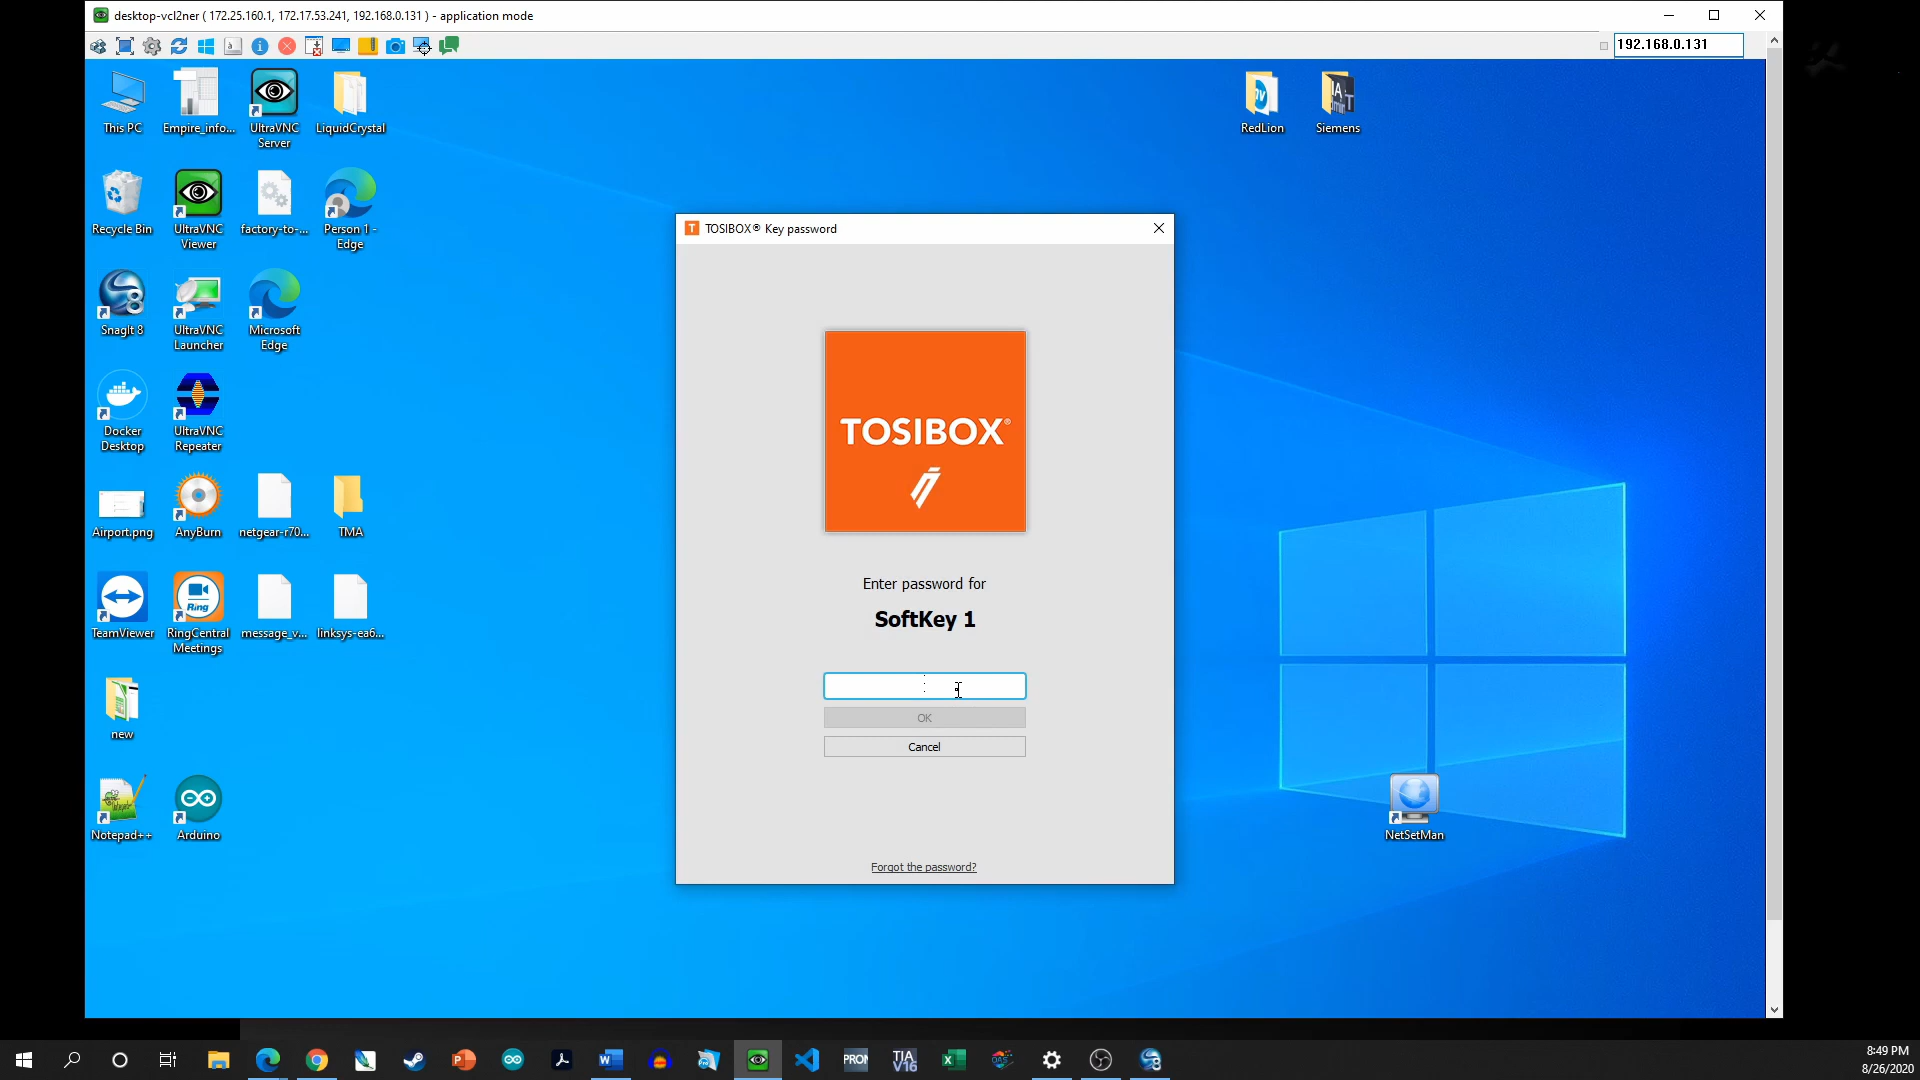 desktop-vcl2ner ( 172.25.160.1, 172.17.53.241, 192.168.0.131 ) - application mode
192.168.0.131
This PC
Empire_info...
UltraVNC
Server
LiquidCrystal
RedLion
Siemens
Recycle Bin
UltraVNC
Viewer
factory-to-...
Person 1 -
Edge
SnagIt 8
UltraVNC
Launcher
Microsoft
Edge
Docker
Desktop
UltraVNC
Repeater
Airport.png
AnyBurn
netgear-r70...
TMA
TeamViewer
Ring
RingCentral
Meetings
message_v...
linksys-ea6...
new
Notepad++
Arduino
NetSetMan
TOSIBOX® Key password
TOSIBOX®
Enter password for
SoftKey 1
OK
Cancel
Forgot the password?
PRON
TIA
V16
8:49 PM
8/26/2020